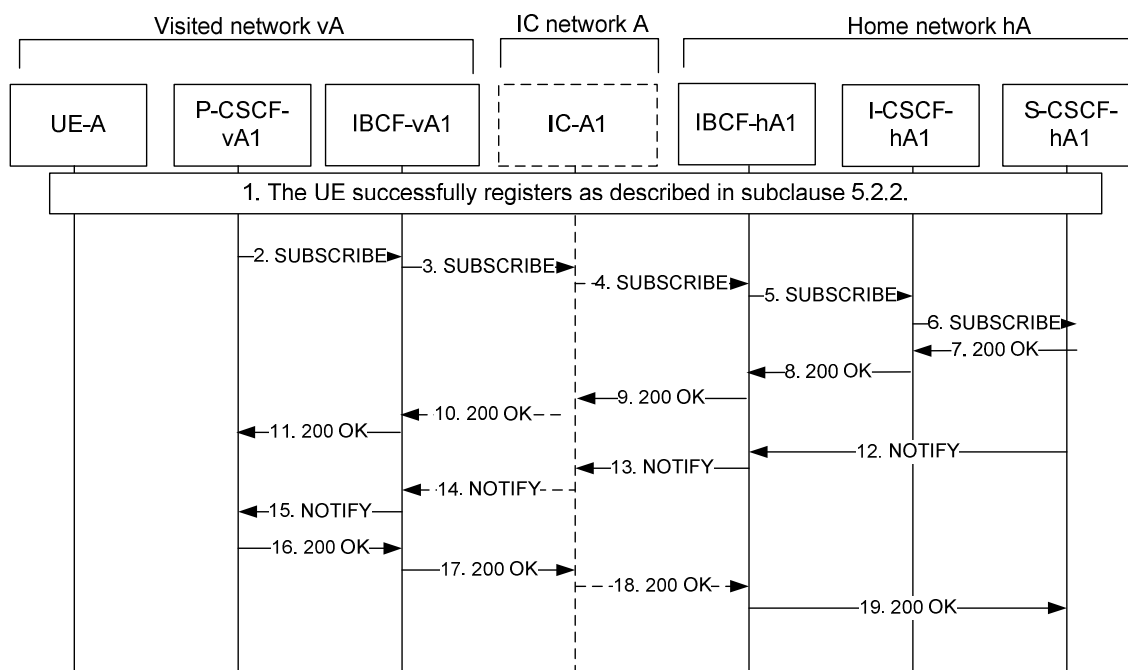 Visited network vA
IC network A
Home network hA
UE-A
P-CSCF-
vA1
IBCF-vA1
IC-A1
IBCF-hA1
I-CSCF-
hA1
S-CSCF-
hA1
1. The UE successfully registers as described in subclause 5.2.2.
2. SUBSCRIBE
3. SUBSCRIBE
4. SUBSCRIBE
5. SUBSCRIBE
6. SUBSCRIBE
7. 200 OK
8. 200 OK
9. 200 OK
10. 200 OK
11. 200 OK
12. NOTIFY
13. NOTIFY
14. NOTIFY
15. NOTIFY
16. 200 OK
17. 200 OK
18. 200 OK
19. 200 OK